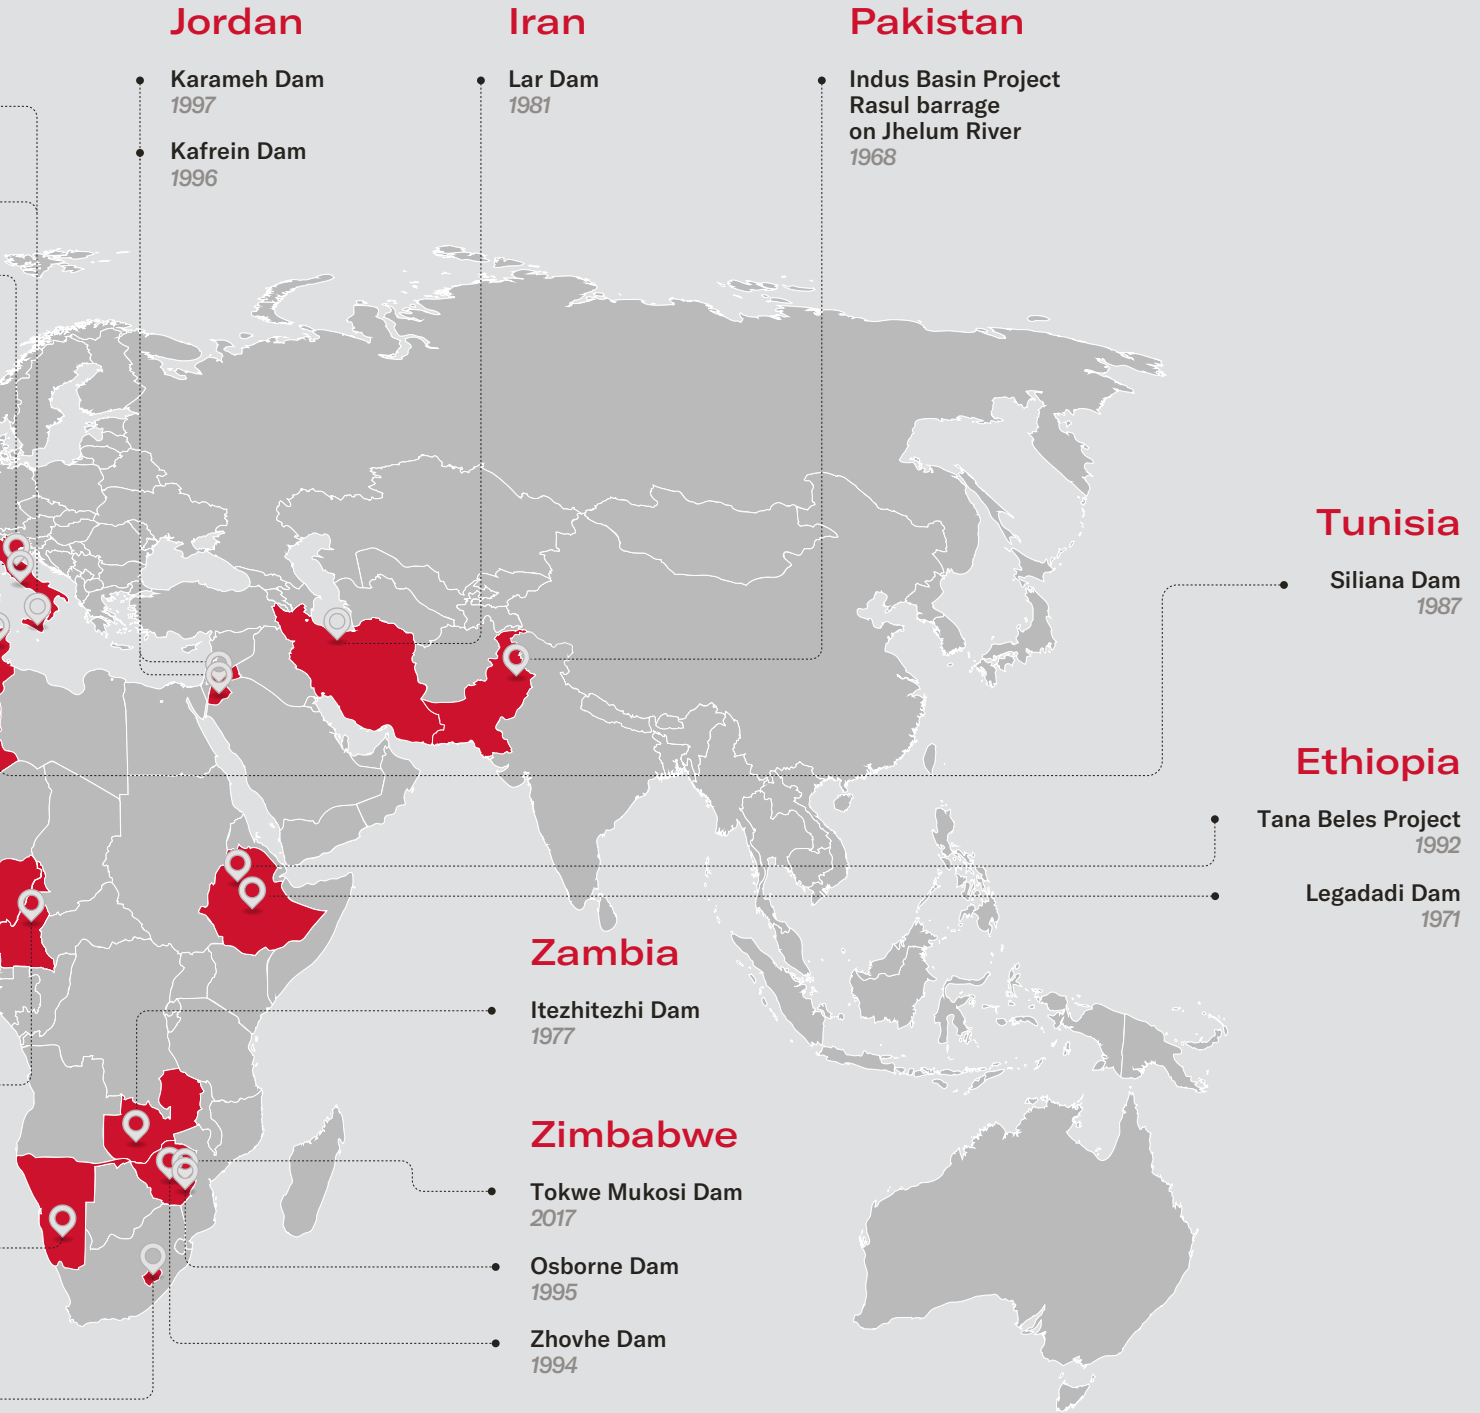 Jordan
Karameh Dam
1997
Kafrein Dam
1996
Iran
Lar Dam
1981
Pakistan
Indus Basin Project
Rasul barrage
on Jhelum River
1968
Tunisia
Siliana Dam
1987
Ethiopia
Tana Beles Project
1992
Legadadi Dam
1971
Zambia
Itezhitezhi Dam
1977
Zimbabwe
Tokwe Mukosi Dam
2017
Osborne Dam
1995
Zhovhe Dam
1994